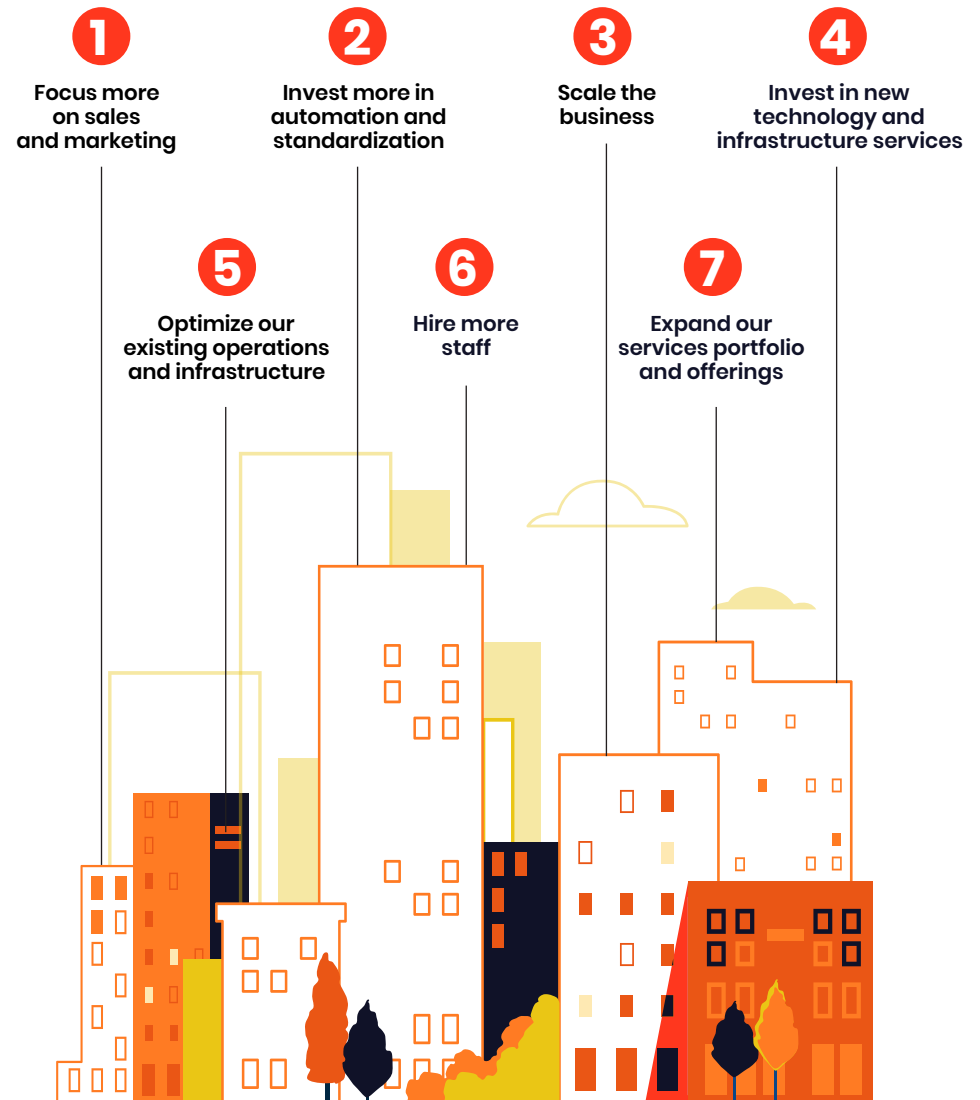 1
Focus more
on sales
and marketing
2
Invest more in
automation and
standardization
3
Scale the
business
4
Invest in new
technology and
infrastructure services
5
Optimize our
existing operations
and infrastructure
6
Hire more
staff
7
Expand our
services portfolio
and offerings